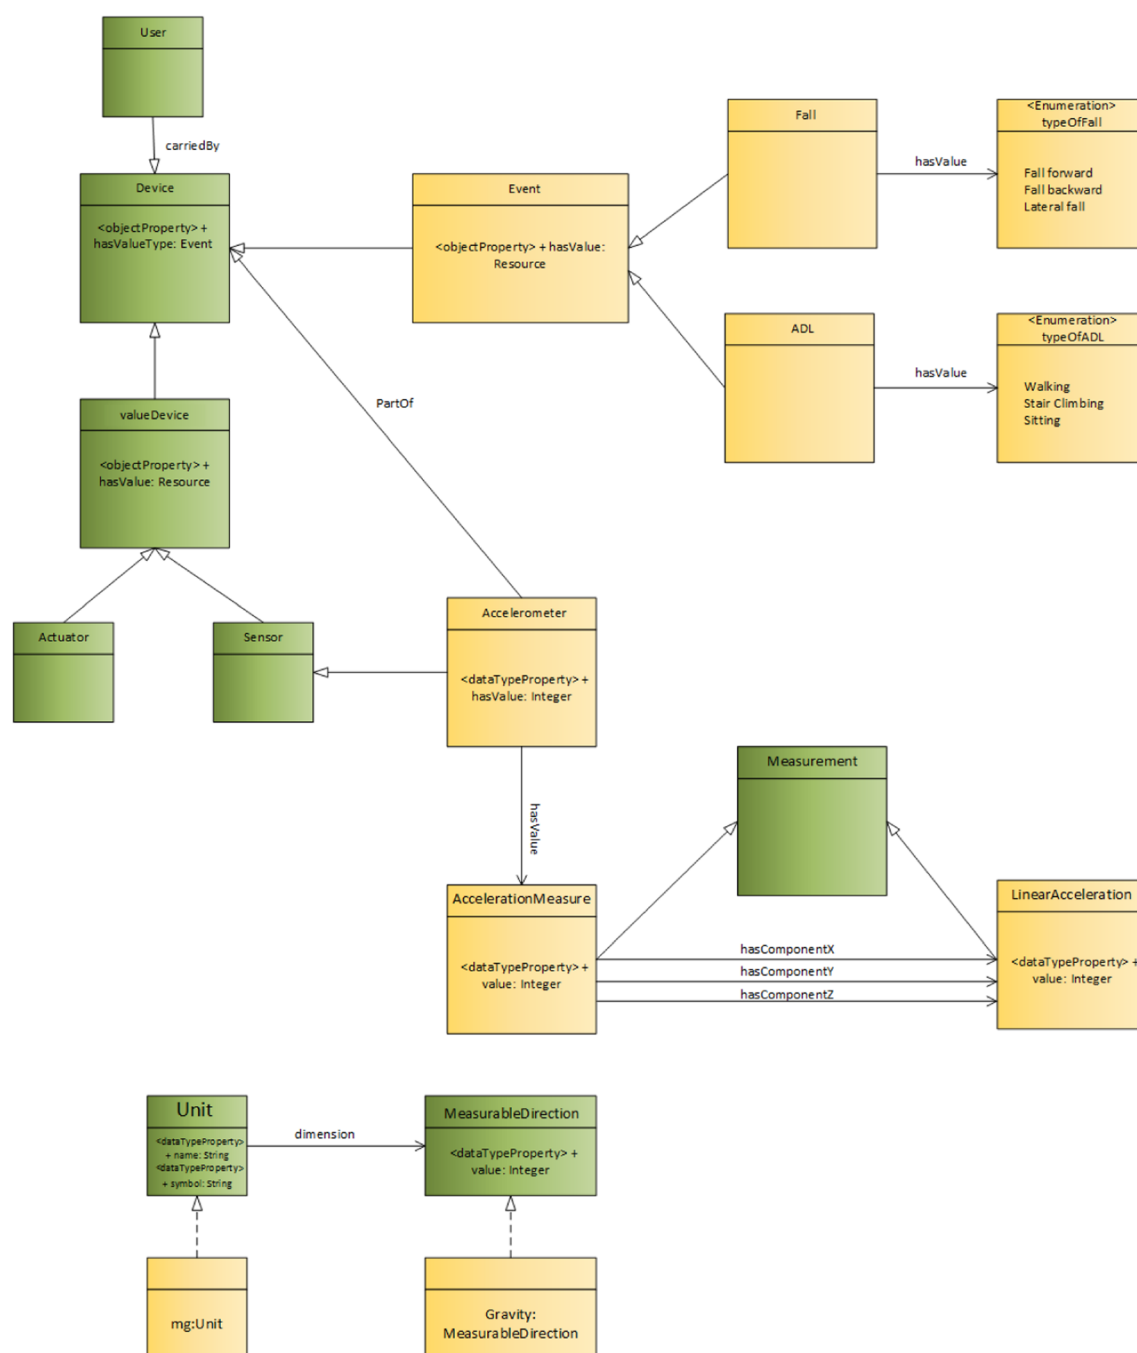 User
carriedBy
Device
<objectProperty> +
hasValueType: Event
Event
<objectProperty> + hasValue:
Resource
Fall
hasValue
<Enumeration>
typeOfFall
Fall forward
Fall backward
Lateral fall
ADL
hasValue
<Enumeration>
typeOfADL
Walking
Stair Climbing
Sitting
PartOf
valueDevice
<objectProperty> +
hasValue: Resource
Actuator
Sensor
Accelerometer
<dataTypeProperty> +
hasValue: Integer
hasValue
Measurement
AccelerationMeasure
<dataTypeProperty> +
value: Integer
hasComponentX
hasComponentY
hasComponentZ
LinearAcceleration
<dataTypeProperty> +
value: Integer
Unit
<dataTypeProperty>
+ name: String
<dataTypeProperty>
+ symbol: String
dimension
MeasurableDirection
<dataTypeProperty> +
value: Integer
mg:Unit
Gravity:
MeasurableDirection